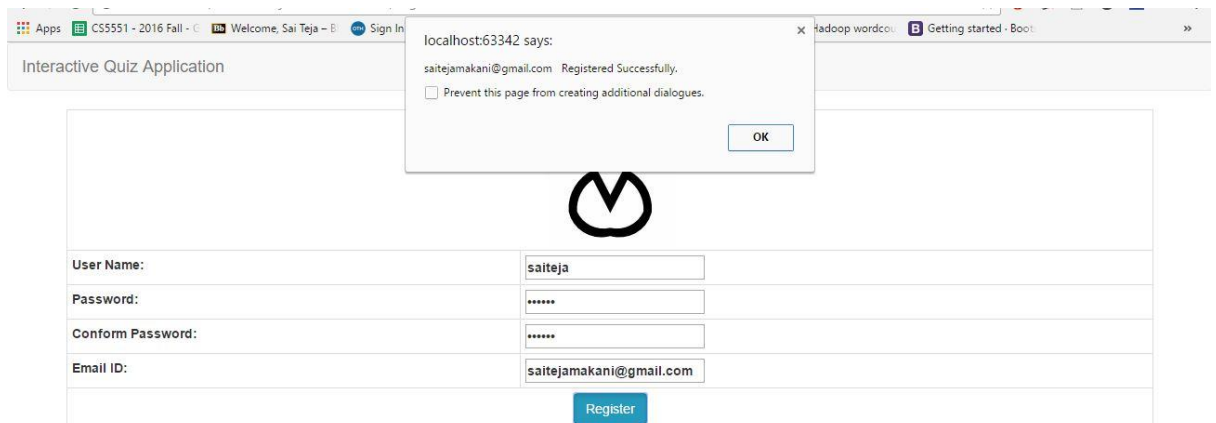 Apps CS5551 - 2016 Fall - G Bb Welcome, Sai Teja – B Sign In Hadoop wordcou B Getting started - Boot »
localhost:63342 says: ×
Interactive Quiz Application
saitejamakani@gmail.com Registered Successfully.
Prevent this page from creating additional dialogues.
OK
User Name: saiteja
Password: ••••••
Conform Password: ••••••
Email ID: saitejamakani@gmail.com
Register